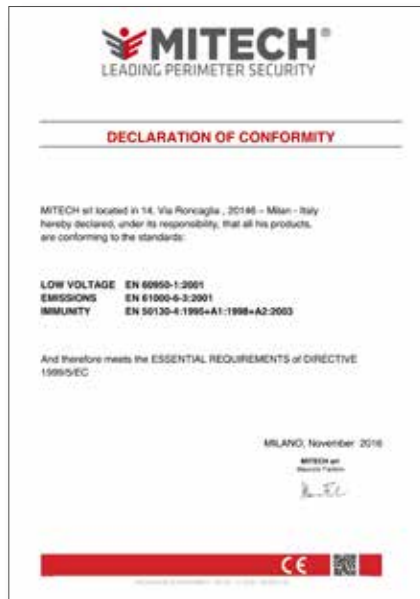 MITECH®
LEADING PERIMETER SECURITY
DECLARATION OF CONFORMITY
MITECH srl located in 14, Via Roncaglia , 20146 – Milan - Italy
hereby declared, under its responsibility, that all his products,
are conforming to the standards:
LOW VOLTAGE EN 60950-1:2001
EMISSIONS EN 61000-6-3:2001
IMMUNITY EN 50130-4:1995+A1:1998+A2:2003
And therefore meets the ESSENTIAL REQUIREMENTS of DIRECTIVE
1999/5/EC
MILANO, November 2016
MITECH srl
CE